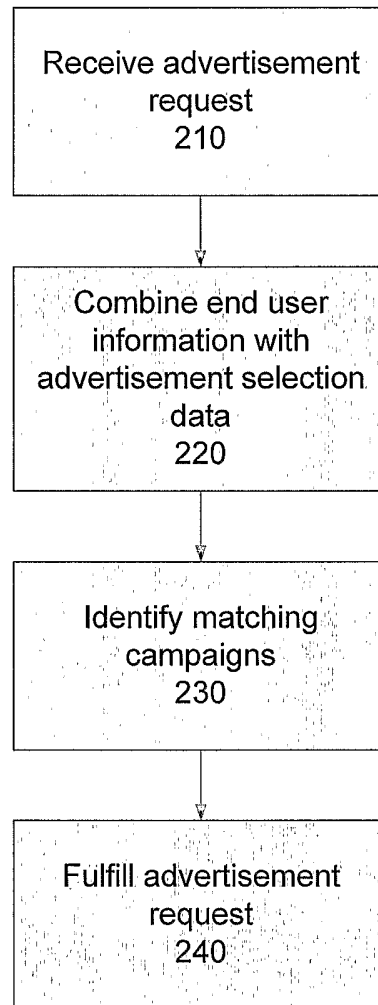 Receive advertisement
request
210
Combine end user
information with
advertisement selection
data
220
Identify matching
campaigns
230
Fulfill advertisement
request
240